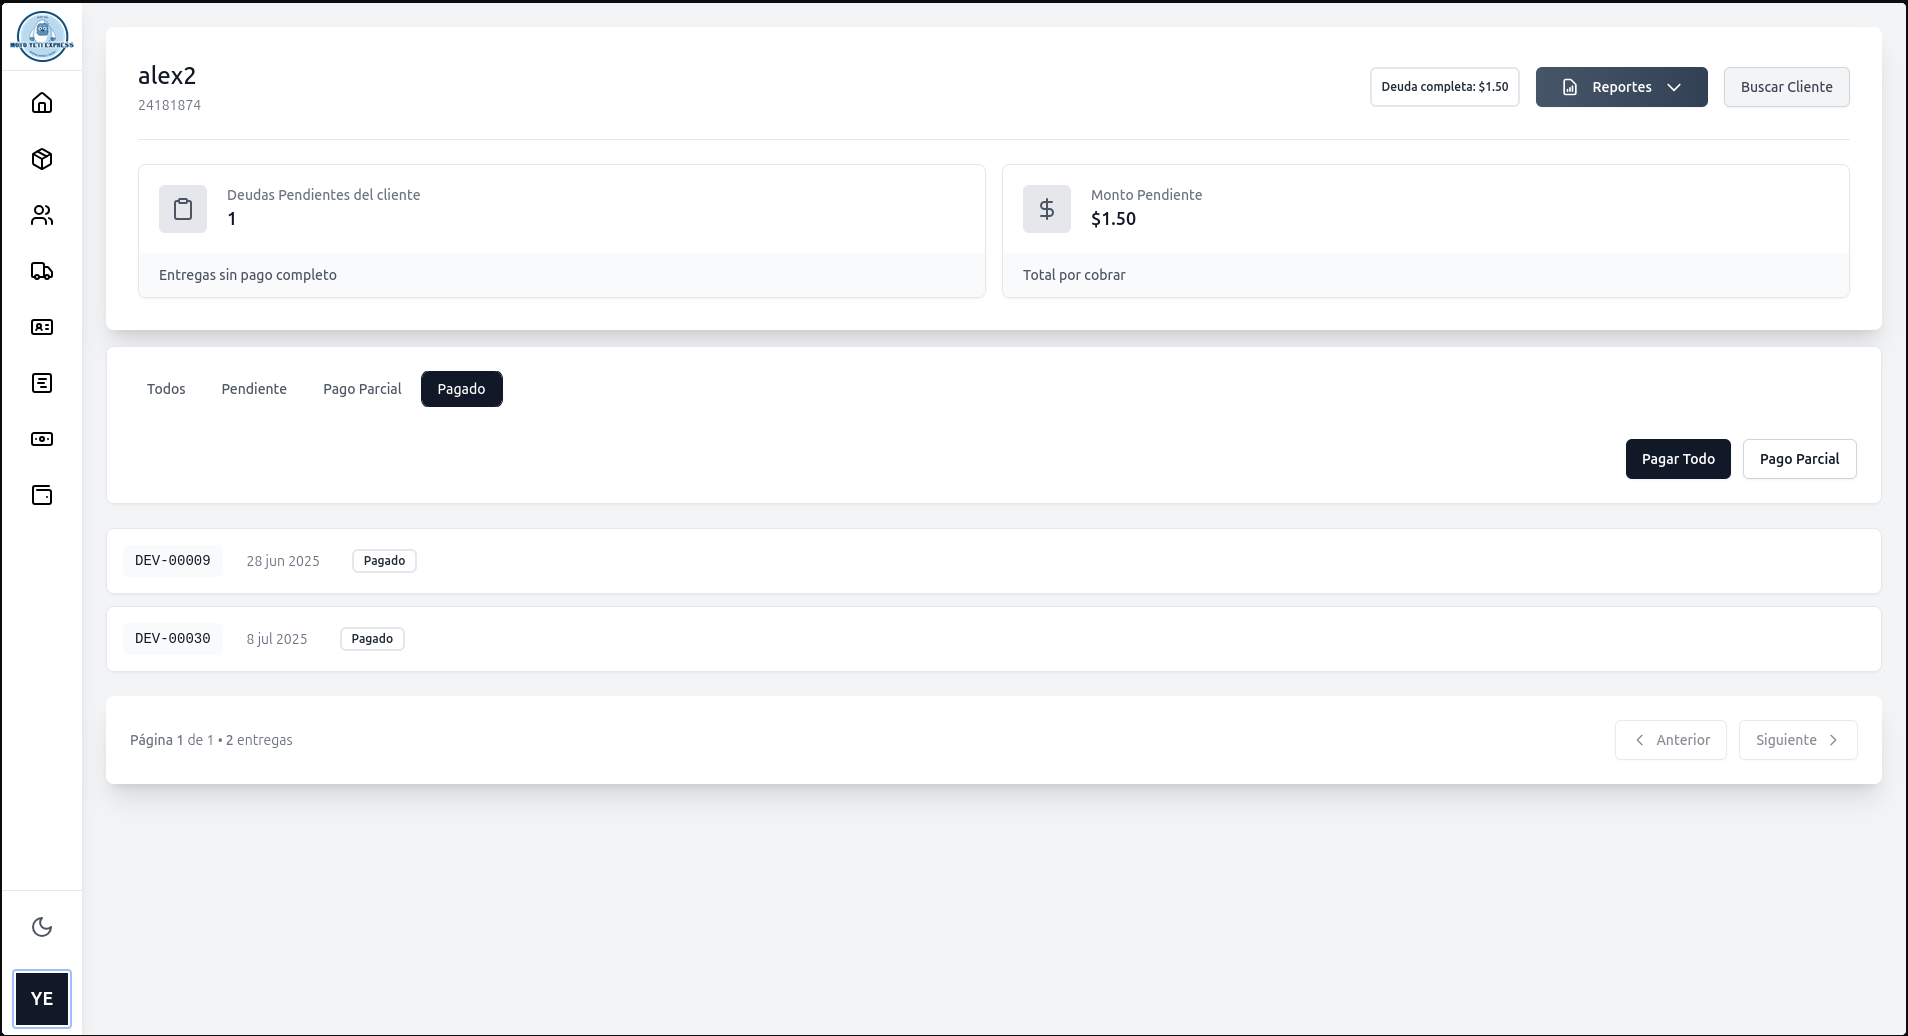 MOTO YETI EXPRESS
alex2
24181874
Deuda completa: $1.50
Reportes
Buscar Cliente
Deudas Pendientes del cliente
1
Entregas sin pago completo
Monto Pendiente
$1.50
Total por cobrar
Todos
Pendiente
Pago Parcial
Pagado
Pagar Todo
Pago Parcial
DEV-00009
28 jun 2025
Pagado
DEV-00030
8 jul 2025
Pagado
Página 1 de 1 • 2 entregas
Anterior
Siguiente
YE